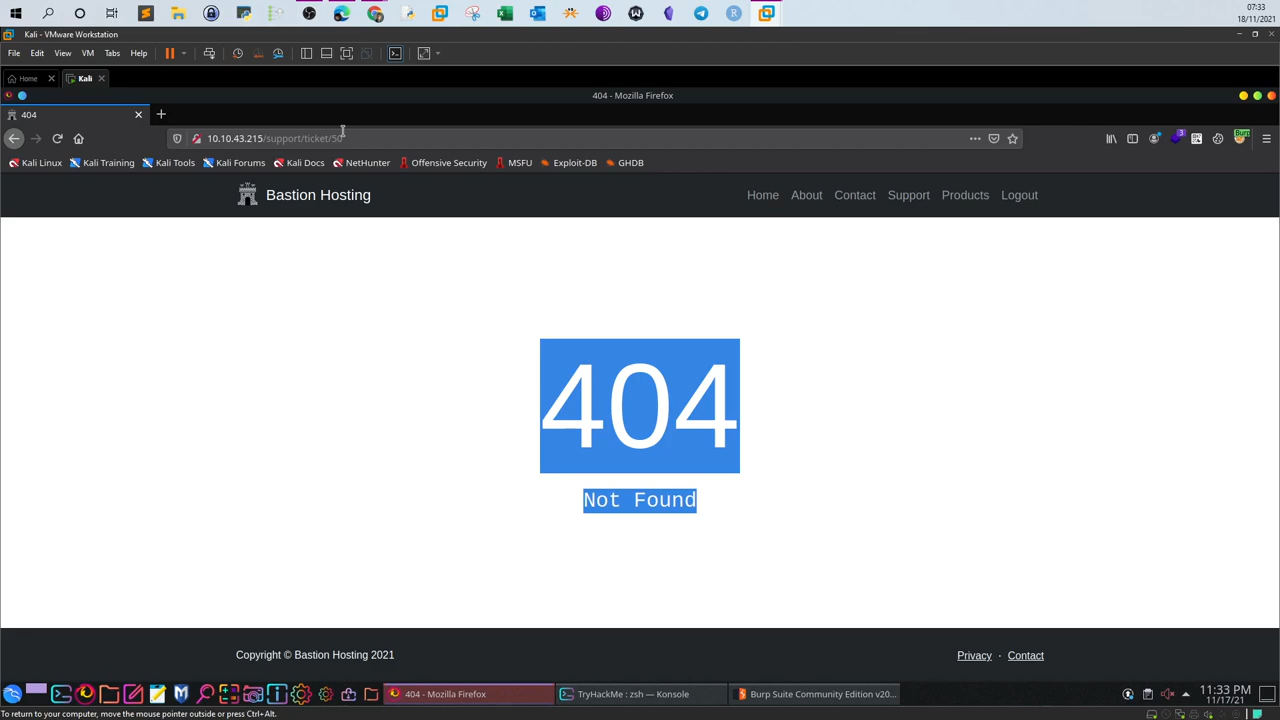 07:33
18/11/2021
Kali - VMware Workstation
File Edit View VM Tabs Help
Home Kali
404 - Mozilla Firefox
404
10.10.43.215/support/ticket/50
3
Burp
Kali Linux Kali Training Kali Tools Kali Forums Kali Docs NetHunter Offensive Security MSFU Exploit-DB GHDB
Bastion Hosting
Home About Contact Support Products Logout
404
Not Found
Copyright © Bastion Hosting 2021
Privacy - Contact
404 - Mozilla Firefox
TryHackMe : zsh — Konsole
Burp Suite Community Edition v20...
11:33 PM
11/17/21
To return to your computer, move the mouse pointer outside or press Ctrl+Alt.